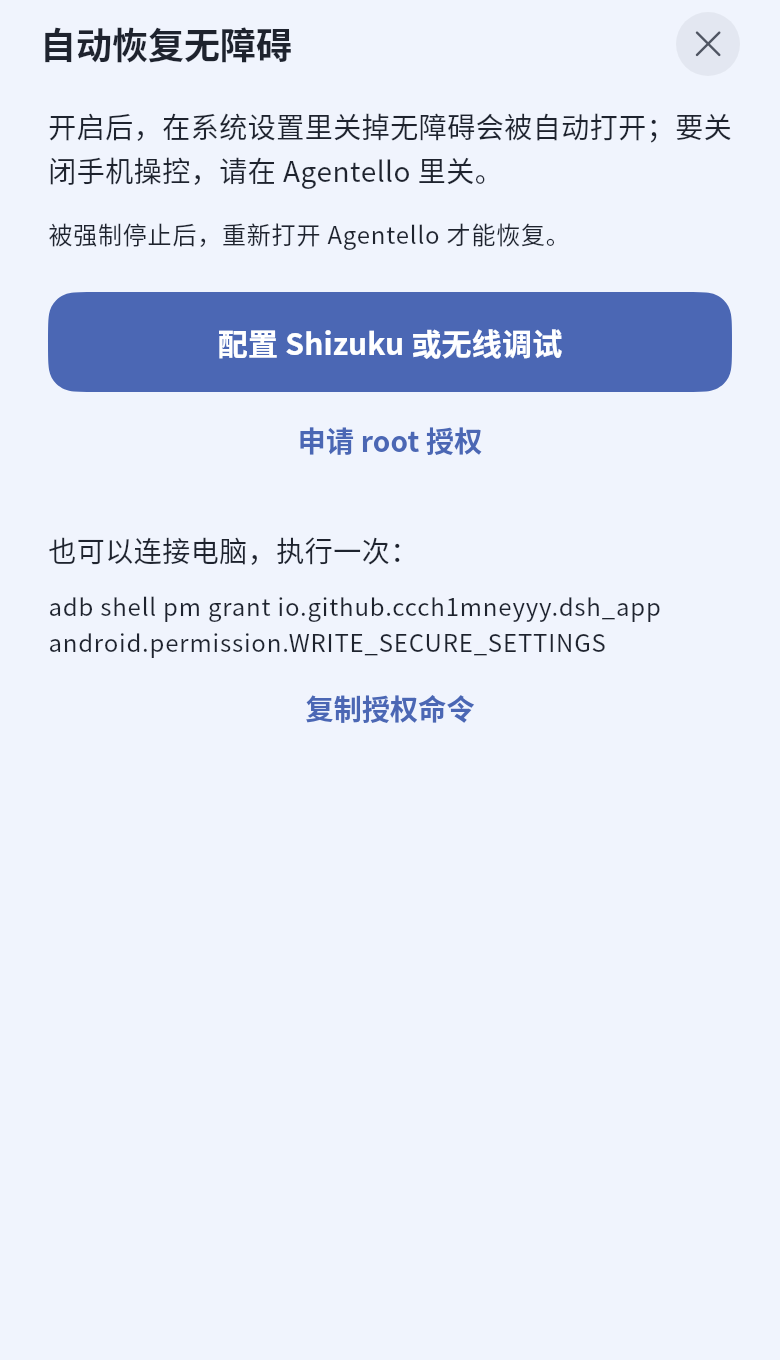 自动恢复无障碍
开启后，在系统设置里关掉无障碍会被自动打开；要关
闭手机操控，请在 Agentello 里关。
被强制停止后，重新打开 Agentello 才能恢复。
配置 Shizuku 或无线调试
申请 root 授权
也可以连接电脑，执行一次：
adb shell pm grant io.github.ccch1mneyyy.dsh_app
android.permission.WRITE_SECURE_SETTINGS
复制授权命令